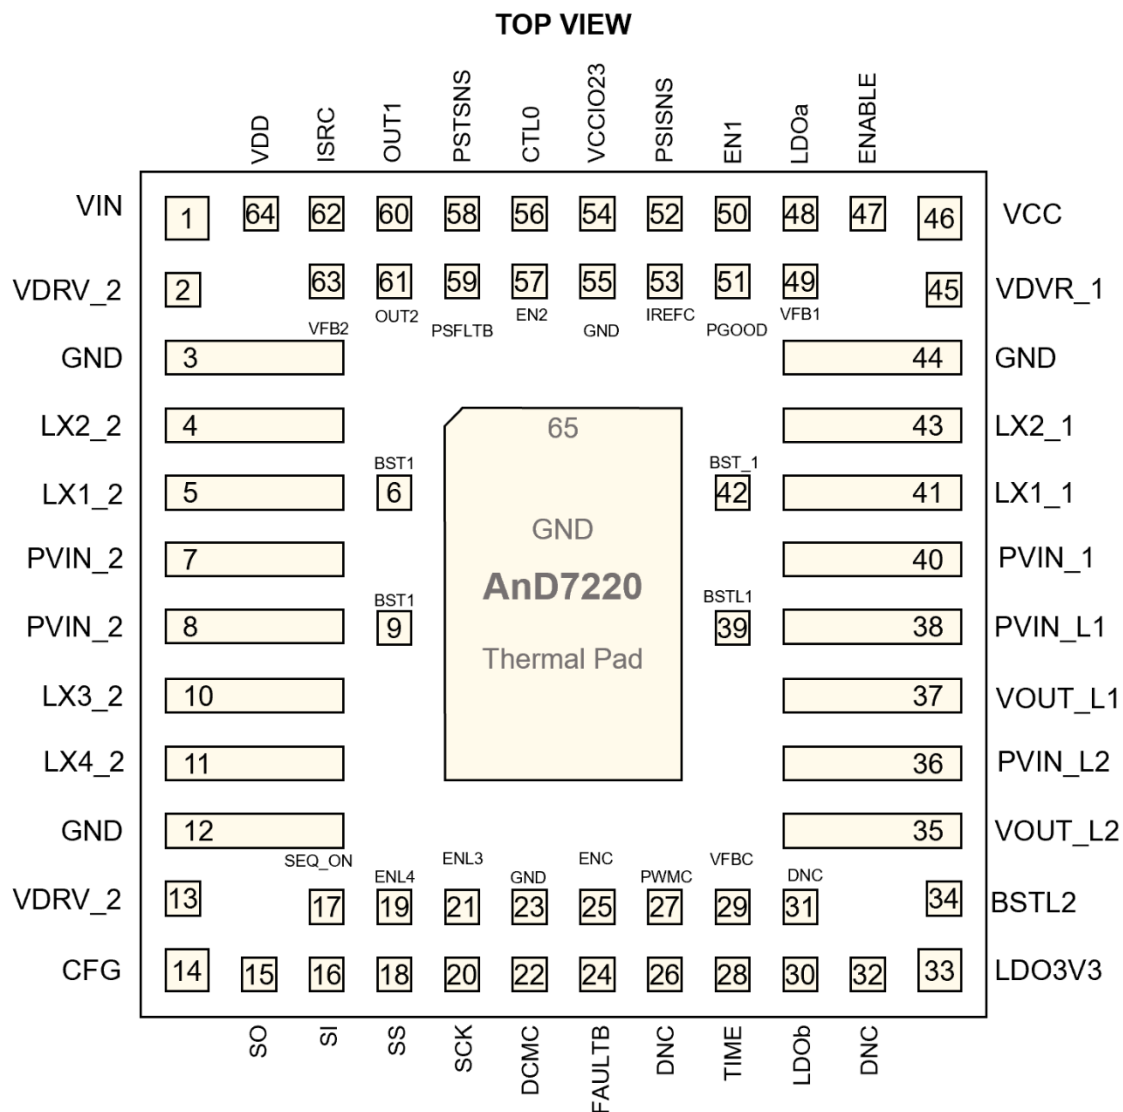 TOP VIEW
VDD
ISRC
OUT1
PSTSNS
CTL0
VCCIO23
PSISNS
EN1
LDOa
ENABLE
VIN 1 64 62 60 58 56 54 52 50 48 47 46 VCC
VDRV_2 2 63 61 59 57 55 53 51 49 45 VDVR_1
VFB2 OUT2 PSFLTB EN2 GND IREFC PGOOD VFB1
GND 3 44 GND
LX2_2 4 65 43 LX2_1
BST1 BST_1
LX1_2 5 6 42 41 LX1_1
GND
PVIN_2 7 40 PVIN_1
AnD7220
BST1 BSTL1
PVIN_2 8 9 39 38 PVIN_L1
Thermal Pad
LX3_2 10 37 VOUT_L1
LX4_2 11 36 PVIN_L2
GND 12 35 VOUT_L2
SEQ_ON ENL4 ENL3 GND ENC PWMC VFBC DNC
VDRV_2 13 17 19 21 23 25 27 29 31 34 BSTL2
CFG 14 15 16 18 20 22 24 26 28 30 32 33 LDO3V3
SO
SI
SS
SCK
DCMC
FAULTB
DNC
TIME
LDOb
DNC